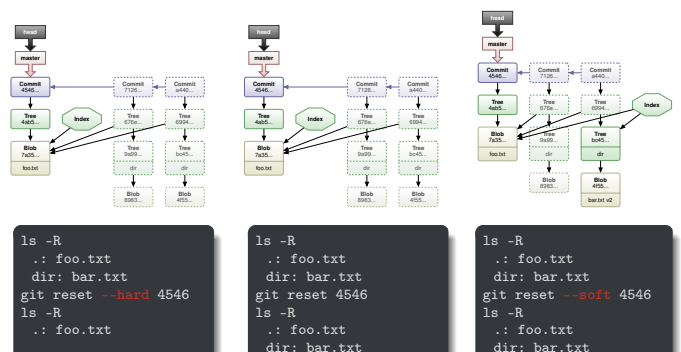 head
master
Commit
4546...
Commit
7126...
Commit
a440...
Tree
4ab5...
Index
Tree
676e...
Tree
6994...
Blob
7a35...
foo.txt
Tree
9a99...
dir
Tree
bc45...
dir
Blob
8983...
Blob
4f55...
head
master
Commit
4546...
Commit
7126...
Commit
a440...
Tree
4ab5...
Index
Tree
676e...
Tree
6994...
Blob
7a35...
foo.txt
Tree
9a99...
dir
Tree
bc45...
dir
Blob
8983...
Blob
4f55...
head
master
Commit
4546...
Commit
7126...
Commit
a440...
Tree
4ab5...
Tree
676e...
Tree
6994...
Index
Blob
7a35...
foo.txt
Tree
9a99...
dir
Tree
bc45...
dir
Blob
8983...
Blob
4f55...
bar.txt v2
ls -R
.: foo.txt
dir: bar.txt
git reset --hard 4546
ls -R
.: foo.txt
ls -R
.: foo.txt
dir: bar.txt
git reset 4546
ls -R
.: foo.txt
dir: bar.txt
ls -R
.: foo.txt
dir: bar.txt
git reset --soft 4546
ls -R
.: foo.txt
dir: bar.txt